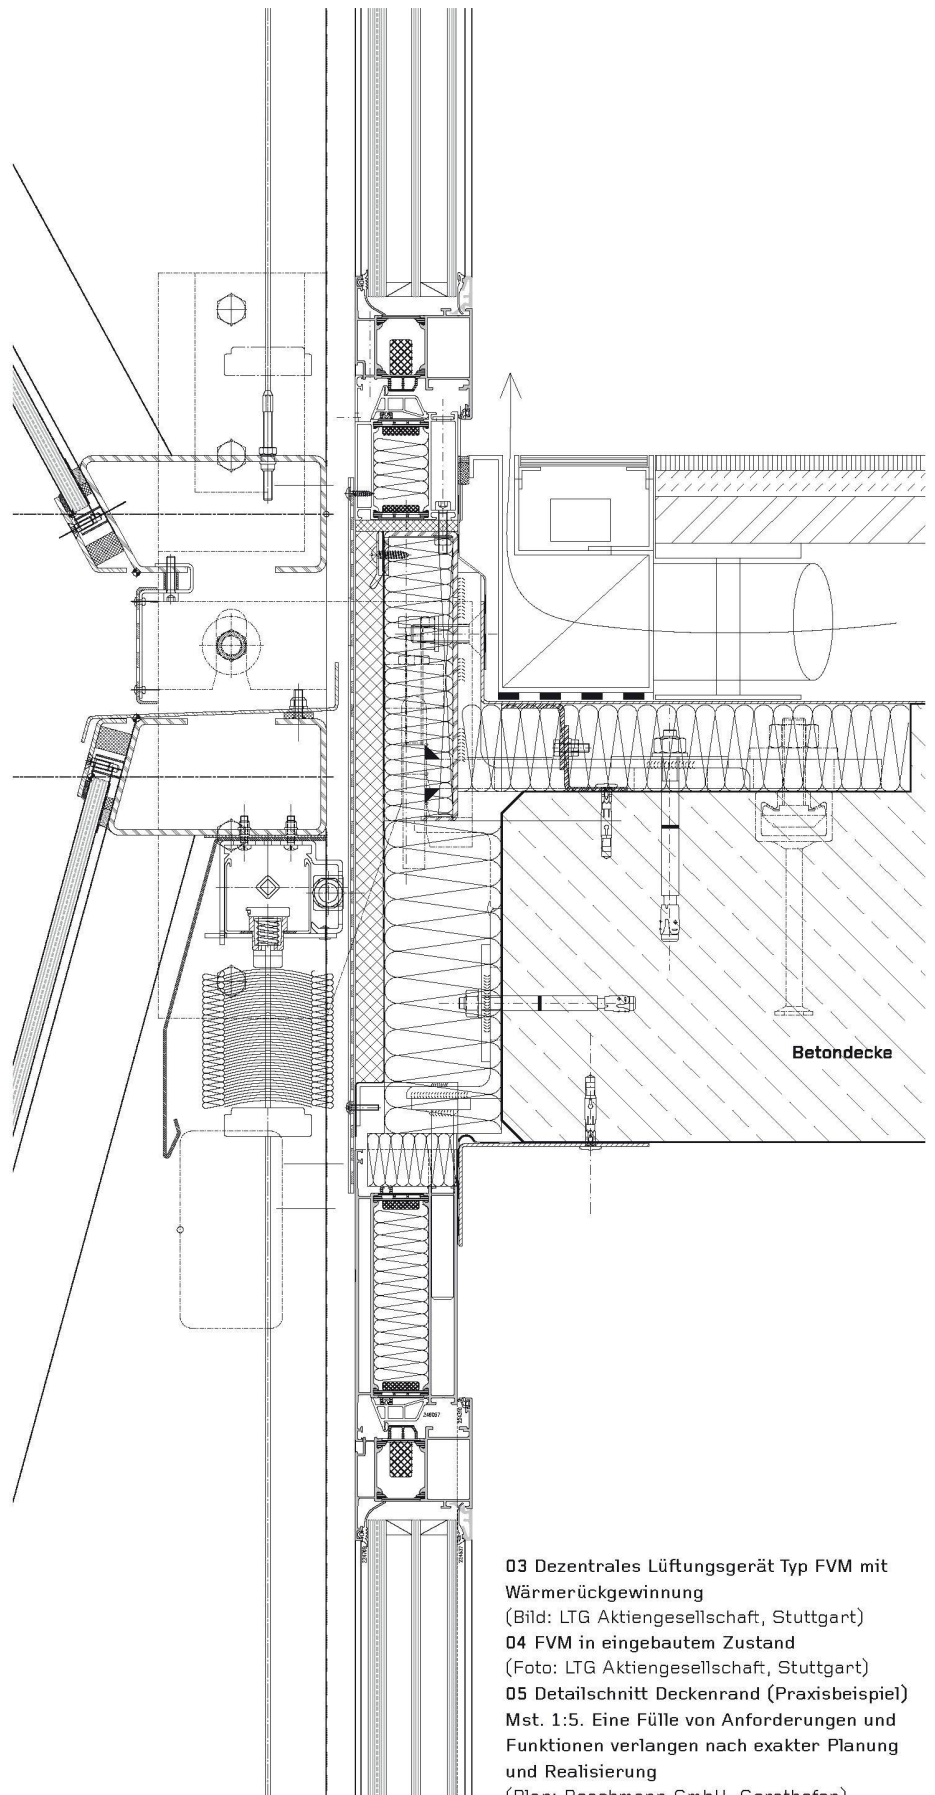 Betondecke
246057
03 Dezentrales Lüftungsgerät Typ FVM mit
Wärmerückgewinnung
(Bild: LTG Aktiengesellschaft, Stuttgart)
04 FVM in eingebautem Zustand
(Foto: LTG Aktiengesellschaft, Stuttgart)
05 Detailschnitt Deckenrand (Praxisbeispiel)
Mst. 1:5. Eine Fülle von Anforderungen und
Funktionen verlangen nach exakter Planung
und Realisierung